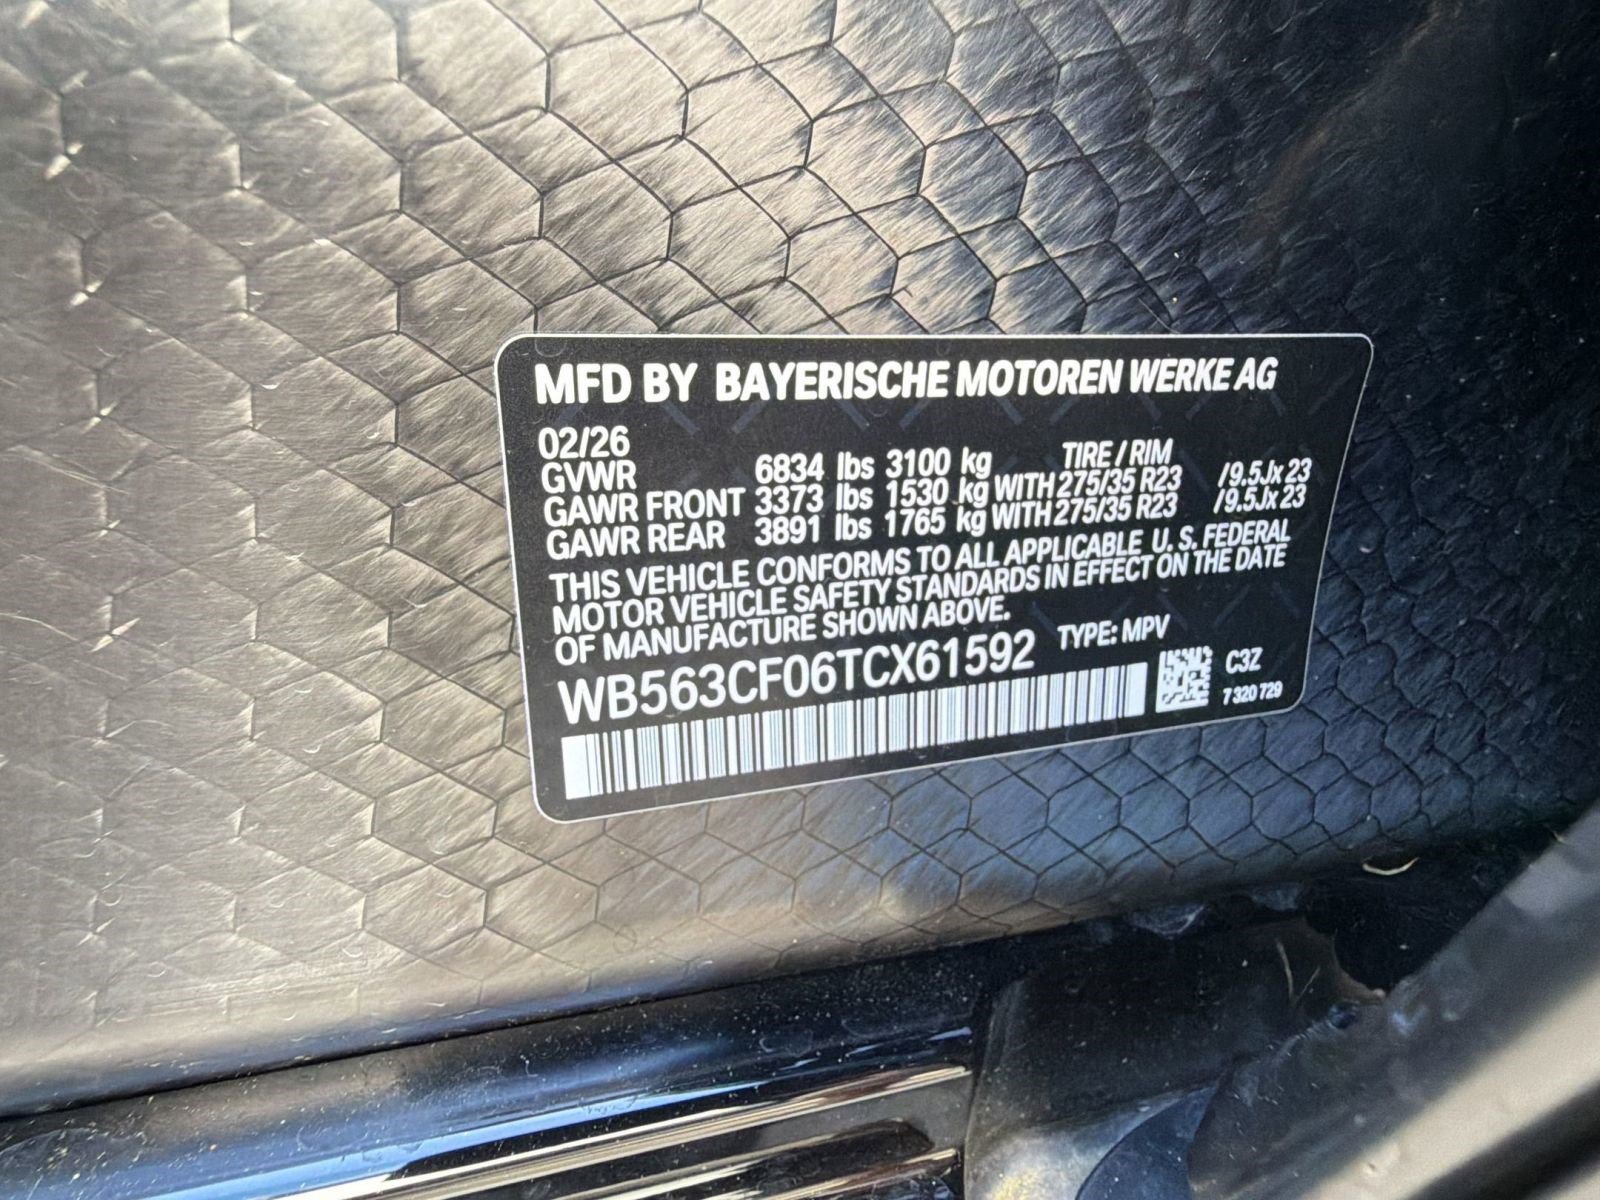 MFD BY BAYERISCHE MOTOREN WERKE AG
02/26
TIRE / RIM
GVWR 6834 lbs 3100 kg
GAWR FRONT 3373 lbs 1530 kg WITH 275/35 R23 /9.5Jx23
GAWR REAR 3891 lbs 1765 kg WITH 275/35 R23 /9.5Jx23
THIS VEHICLE CONFORMS TO ALL APPLICABLE U. S. FEDERAL
MOTOR VEHICLE SAFETY STANDARDS IN EFFECT ON THE DATE
OF MANUFACTURE SHOWN ABOVE.
WB563CF06TCX61592 TYPE: MPV
C3Z
7 320 729